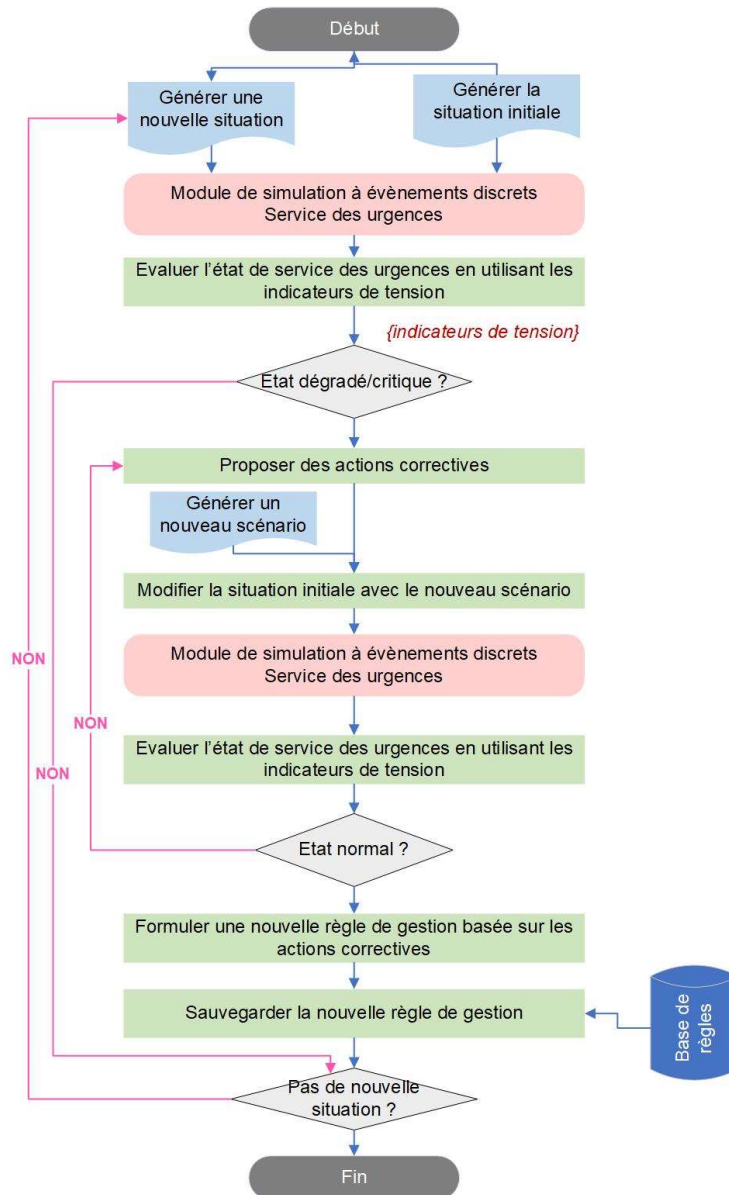 Début
Générer une
nouvelle situation
Générer la
situation initiale
Module de simulation à évènements discrets
Service des urgences
Evaluer l’état de service des urgences en utilisant les
indicateurs de tension
{indicateurs de tension}
Etat dégradé/critique ?
Proposer des actions correctives
Générer un
nouveau scénario
Modifier la situation initiale avec le nouveau scénario
Module de simulation à évènements discrets
Service des urgences
NON
NON
NON
Evaluer l’état de service des urgences en utilisant les
indicateurs de tension
Etat normal ?
Formuler une nouvelle règle de gestion basée sur les
actions correctives
Sauvegarder la nouvelle règle de gestion
Base de
règles
Pas de nouvelle
situation ?
Fin